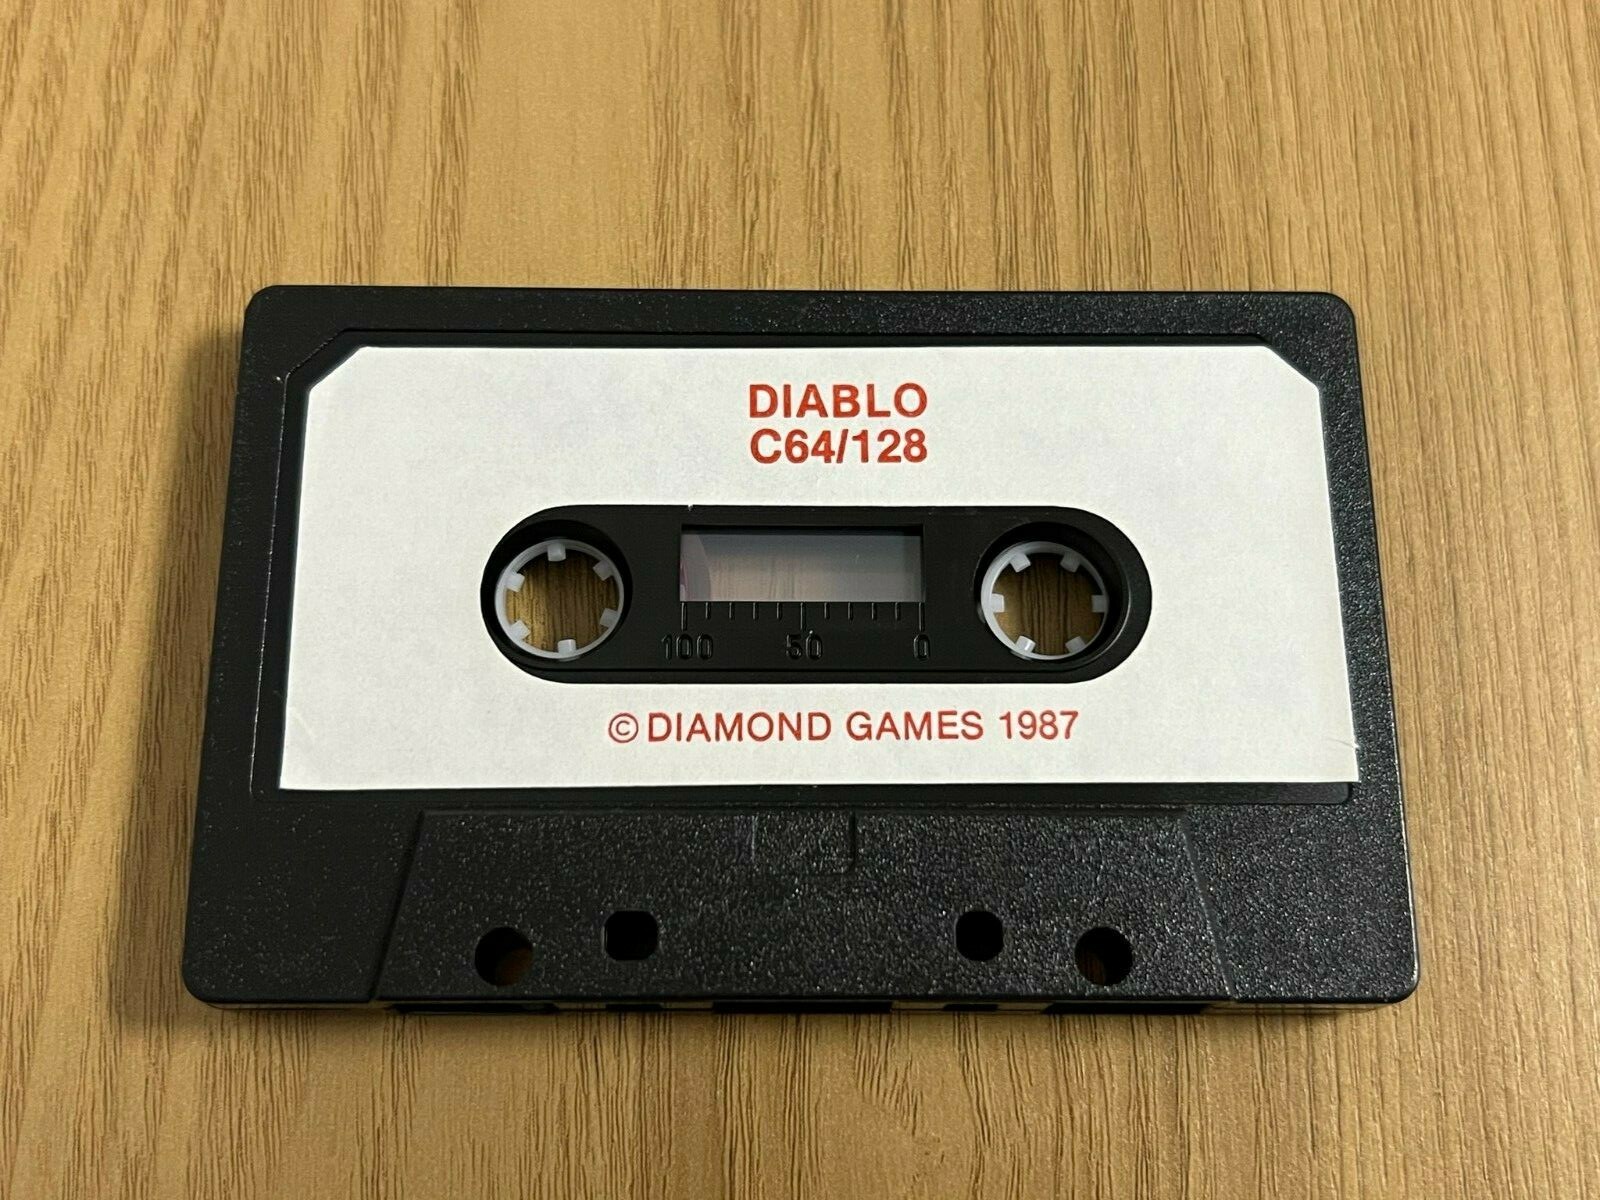 DIABLO
C64/128
100 50 0
©DIAMOND GAMES 1987